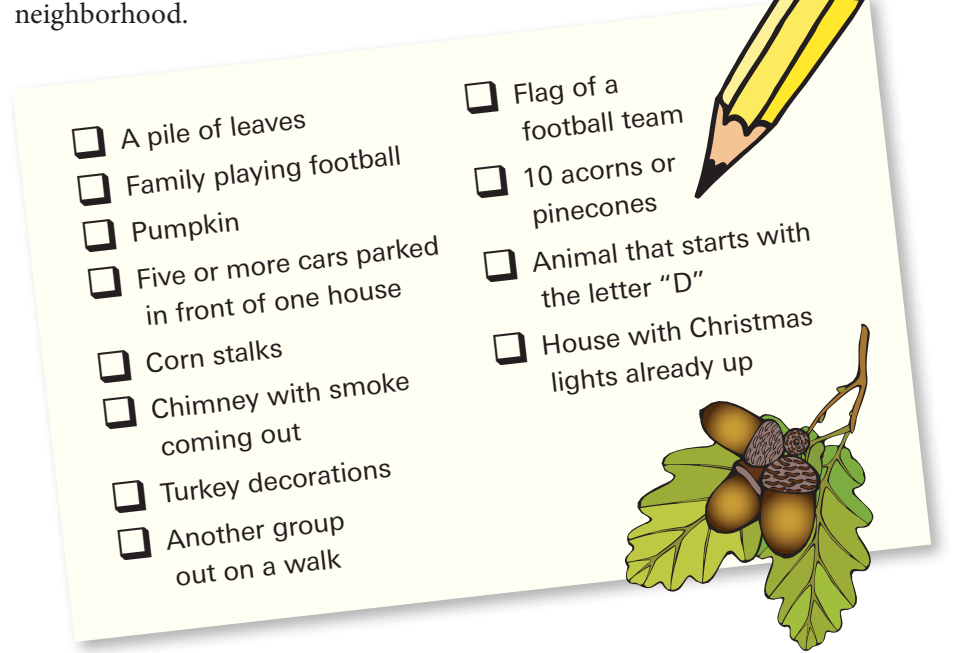 neighborhood.
A pile of leaves
Family playing football
Pumpkin
Five or more cars parked
in front of one house
Corn stalks
Chimney with smoke
coming out
Turkey decorations
Another group
out on a walk
Flag of a
football team
10 acorns or
pinecones
Animal that starts with
the letter “D”
House with Christmas
lights already up